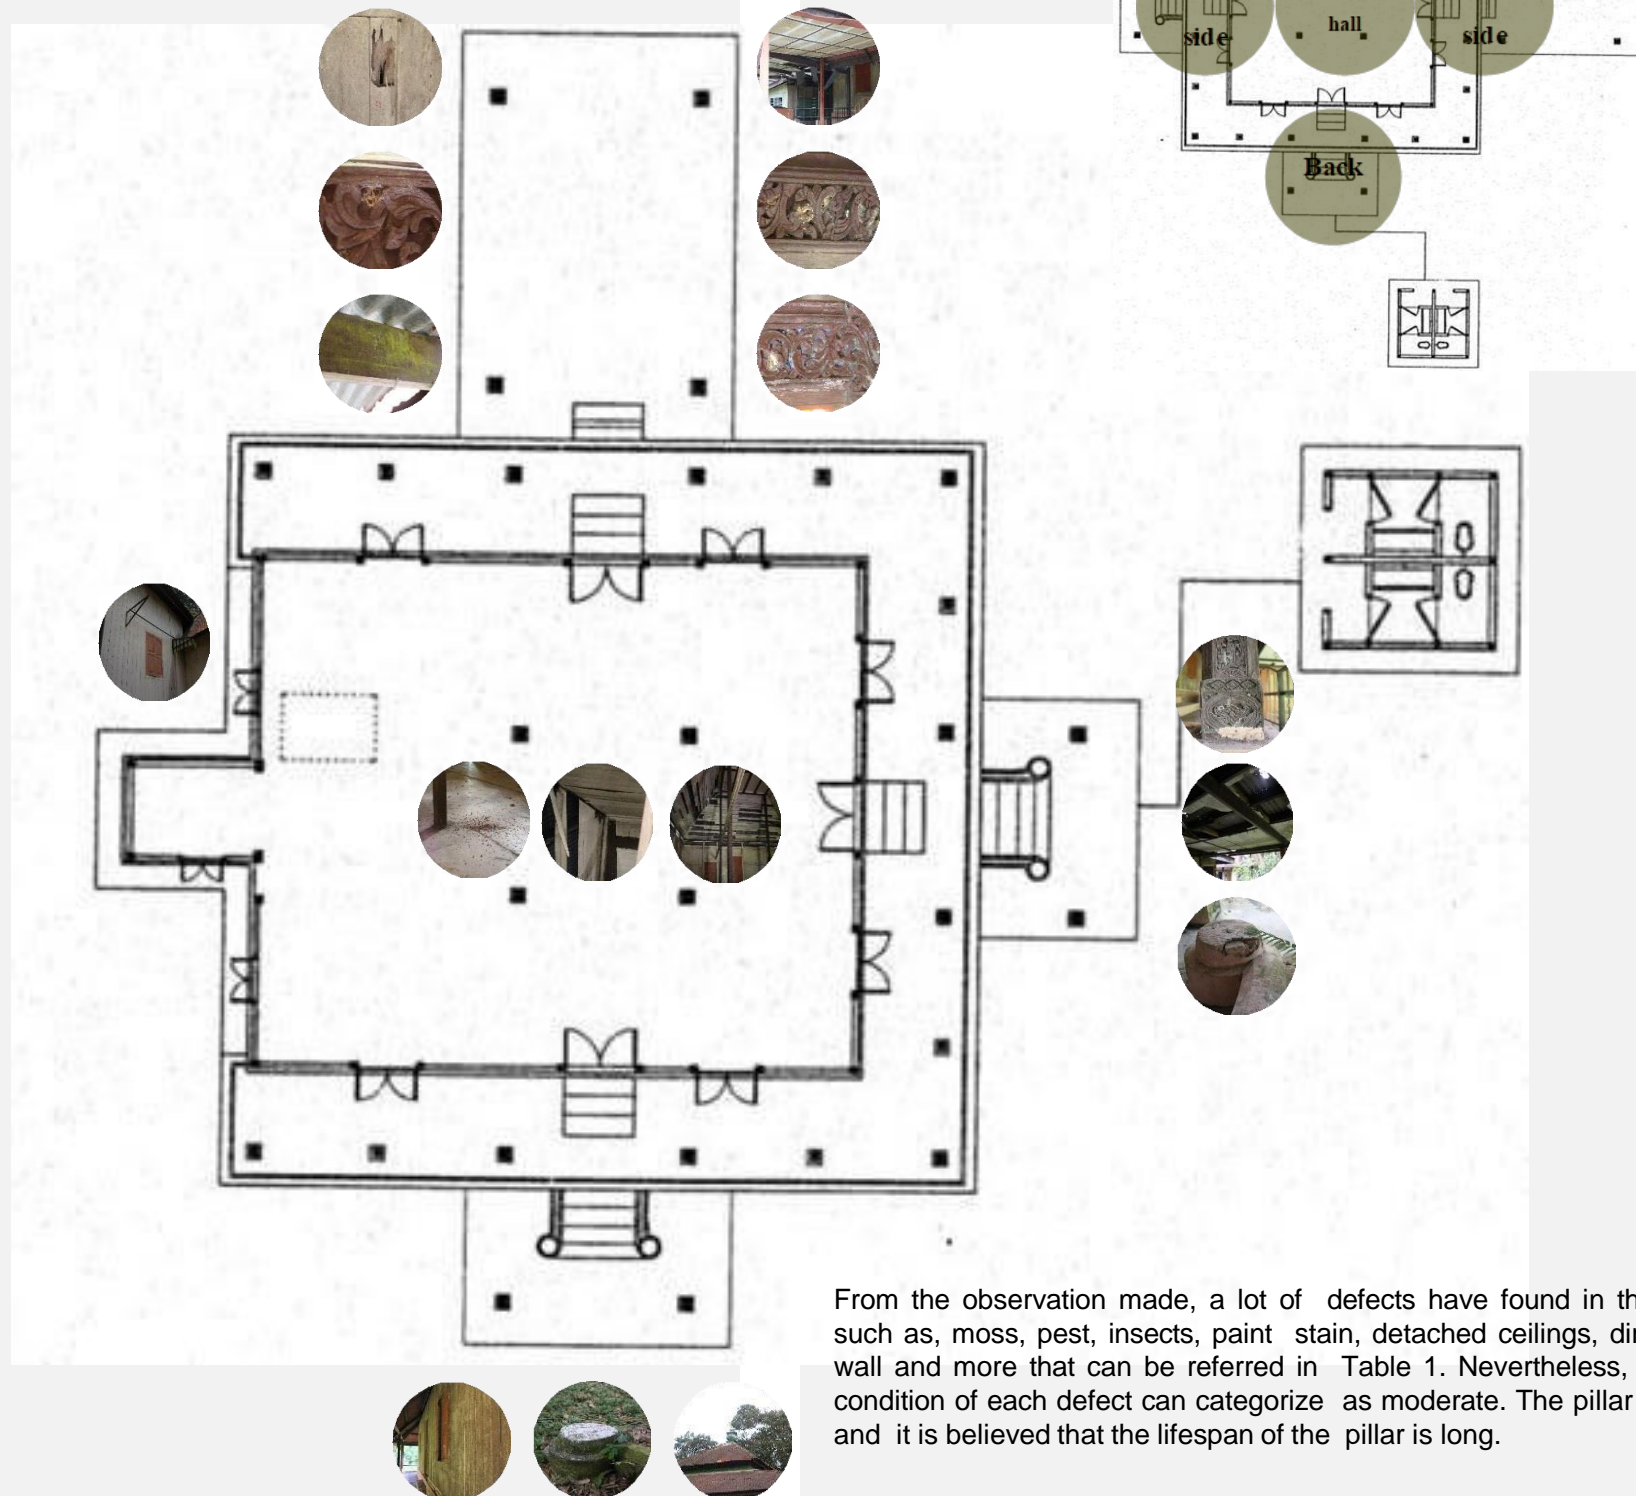 side hall side
Back
From the observation made, a lot of defects have found in th
such as, moss, pest, insects, paint stain, detached ceilings, di
wall and more that can be referred in Table 1. Nevertheless,
condition of each defect can categorize as moderate. The pillar
and it is believed that the lifespan of the pillar is long.